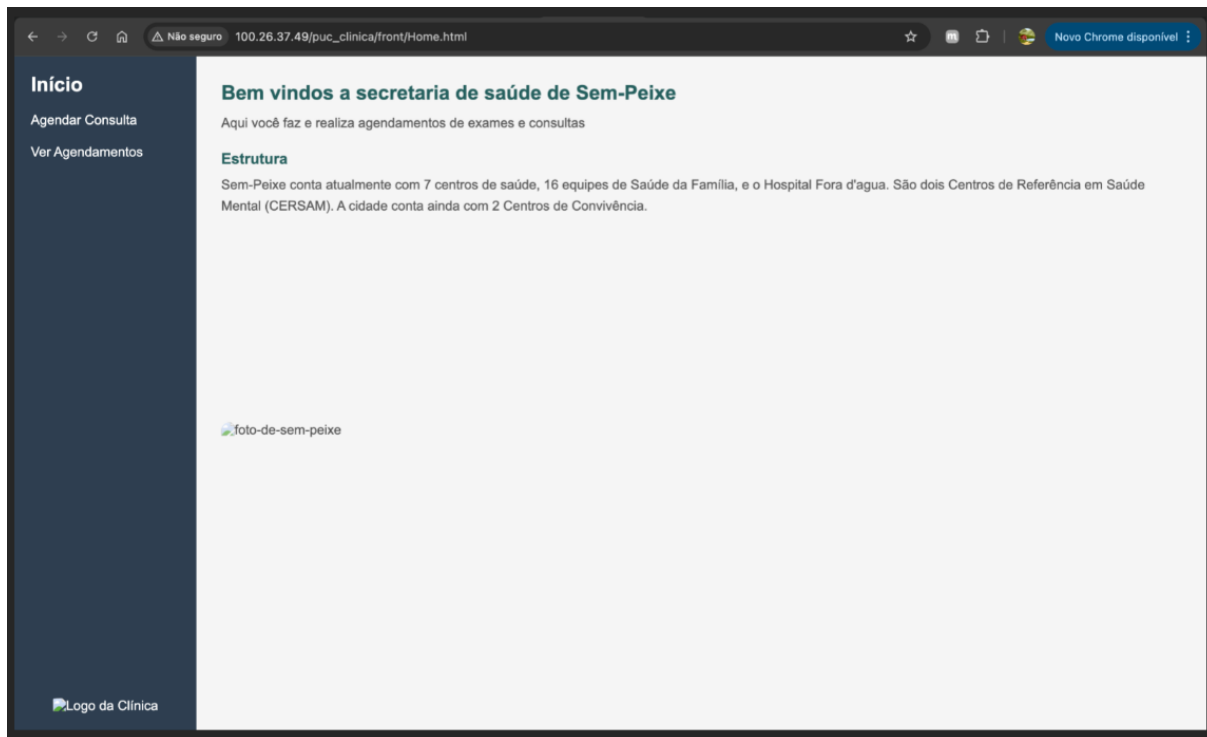 Não seguro 100.26.37.49/puc_clinica/front/Home.html
m
Novo Chrome disponível
Início
Agendar Consulta
Ver Agendamentos
Bem vindos a secretaria de saúde de Sem-Peixe
Aqui você faz e realiza agendamentos de exames e consultas
Estrutura
Sem-Peixe conta atualmente com 7 centros de saúde, 16 equipes de Saúde da Família, e o Hospital Fora d'agua. São dois Centros de Referência em Saúde
Mental (CERSAM). A cidade conta ainda com 2 Centros de Convivência.
foto-de-sem-peixe
Logo da Clínica